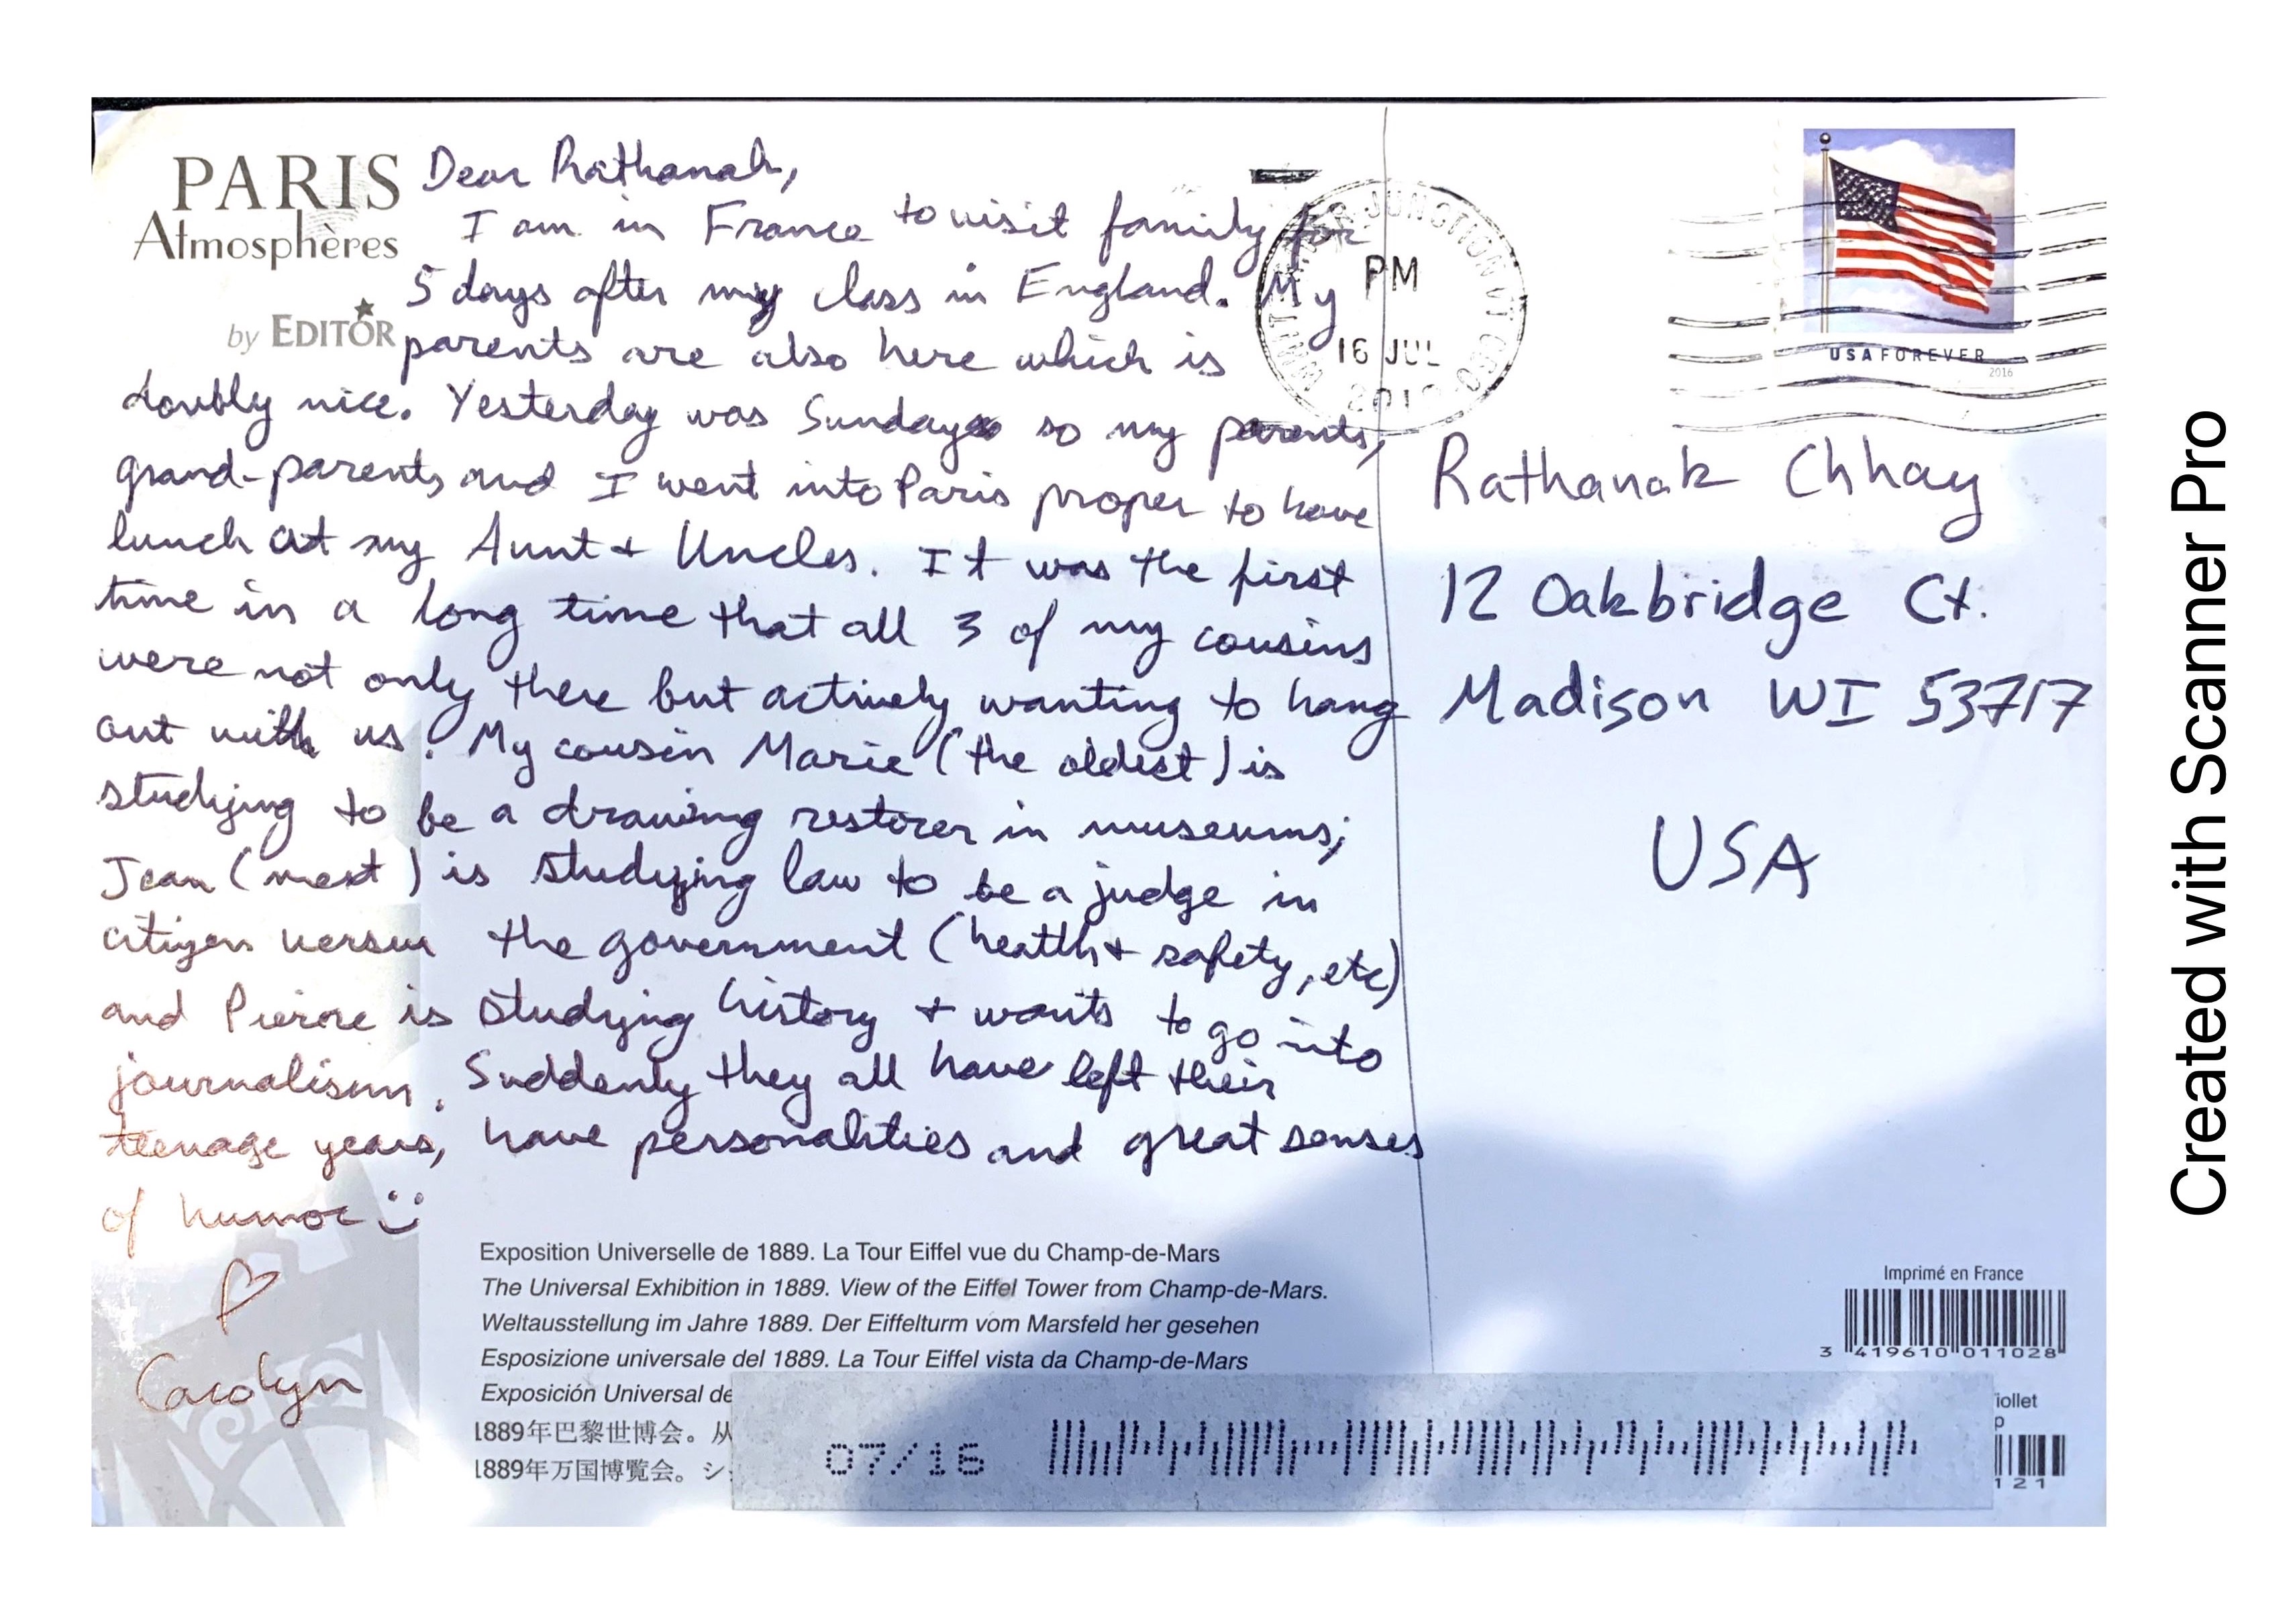 PARIS
Atmosphères
by EDITOR
Dear Rathanak,
I am in France to visit family for
5 days after my class in England. My
parents are also here which is
doubly nice. Yesterday was Sunday so my parents,
grand-parents and I went into Paris proper to have
lunch at my Aunt + Uncles. It was the first
time in a long time that all 3 of my cousins
were not only there but actively wanting to hang
out with us. My cousin Marie (the oldest) is
studying to be a drawing restorer in museums;
Jean (next) is studying law to be a judge in
citizen versus the government (health + safety, etc)
and Pierre is studying history + wants to go into
journalism. Suddenly they all have left their
teenage years, have personalities and great senses
of humor
Carolyn
WHITE RIVER JUNCTION VT
PM
16 JUL
USA FOREVER
2016
Rathanak Chhay
12 Oakbridge Ct.
Madison WI 53717
USA
Exposition Universelle de 1889. La Tour Eiffel vue du Champ-de-Mars
The Universal Exhibition in 1889. View of the Eiffel Tower from Champ-de-Mars.
Weltausstellung im Jahre 1889. Der Eiffelturm vom Marsfeld her gesehen
Esposizione universale del 1889. La Tour Eiffel vista da Champ-de-Mars
Exposición Universal de
1889年巴黎世博会。从
1889年万国博覧会。シ
Imprimé en France
3 419610 011028
iollet
p
121
07/16
Created with Scanner Pro